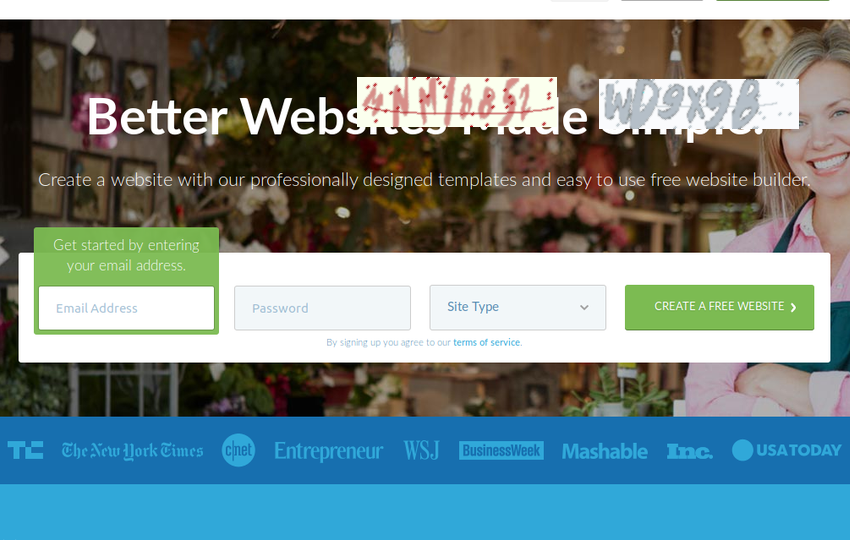 Better Websites Made Simple.
WD9X9B
Create a website with our professionally designed templates and easy to use free website builder.
Get started by entering
your email address.
Email Address
Password
Site Type
CREATE A FREE WEBSITE
By signing up you agree to our terms of service.
TC The New York Times c|net Entrepreneur WSJ BusinessWeek Mashable Inc. USA TODAY